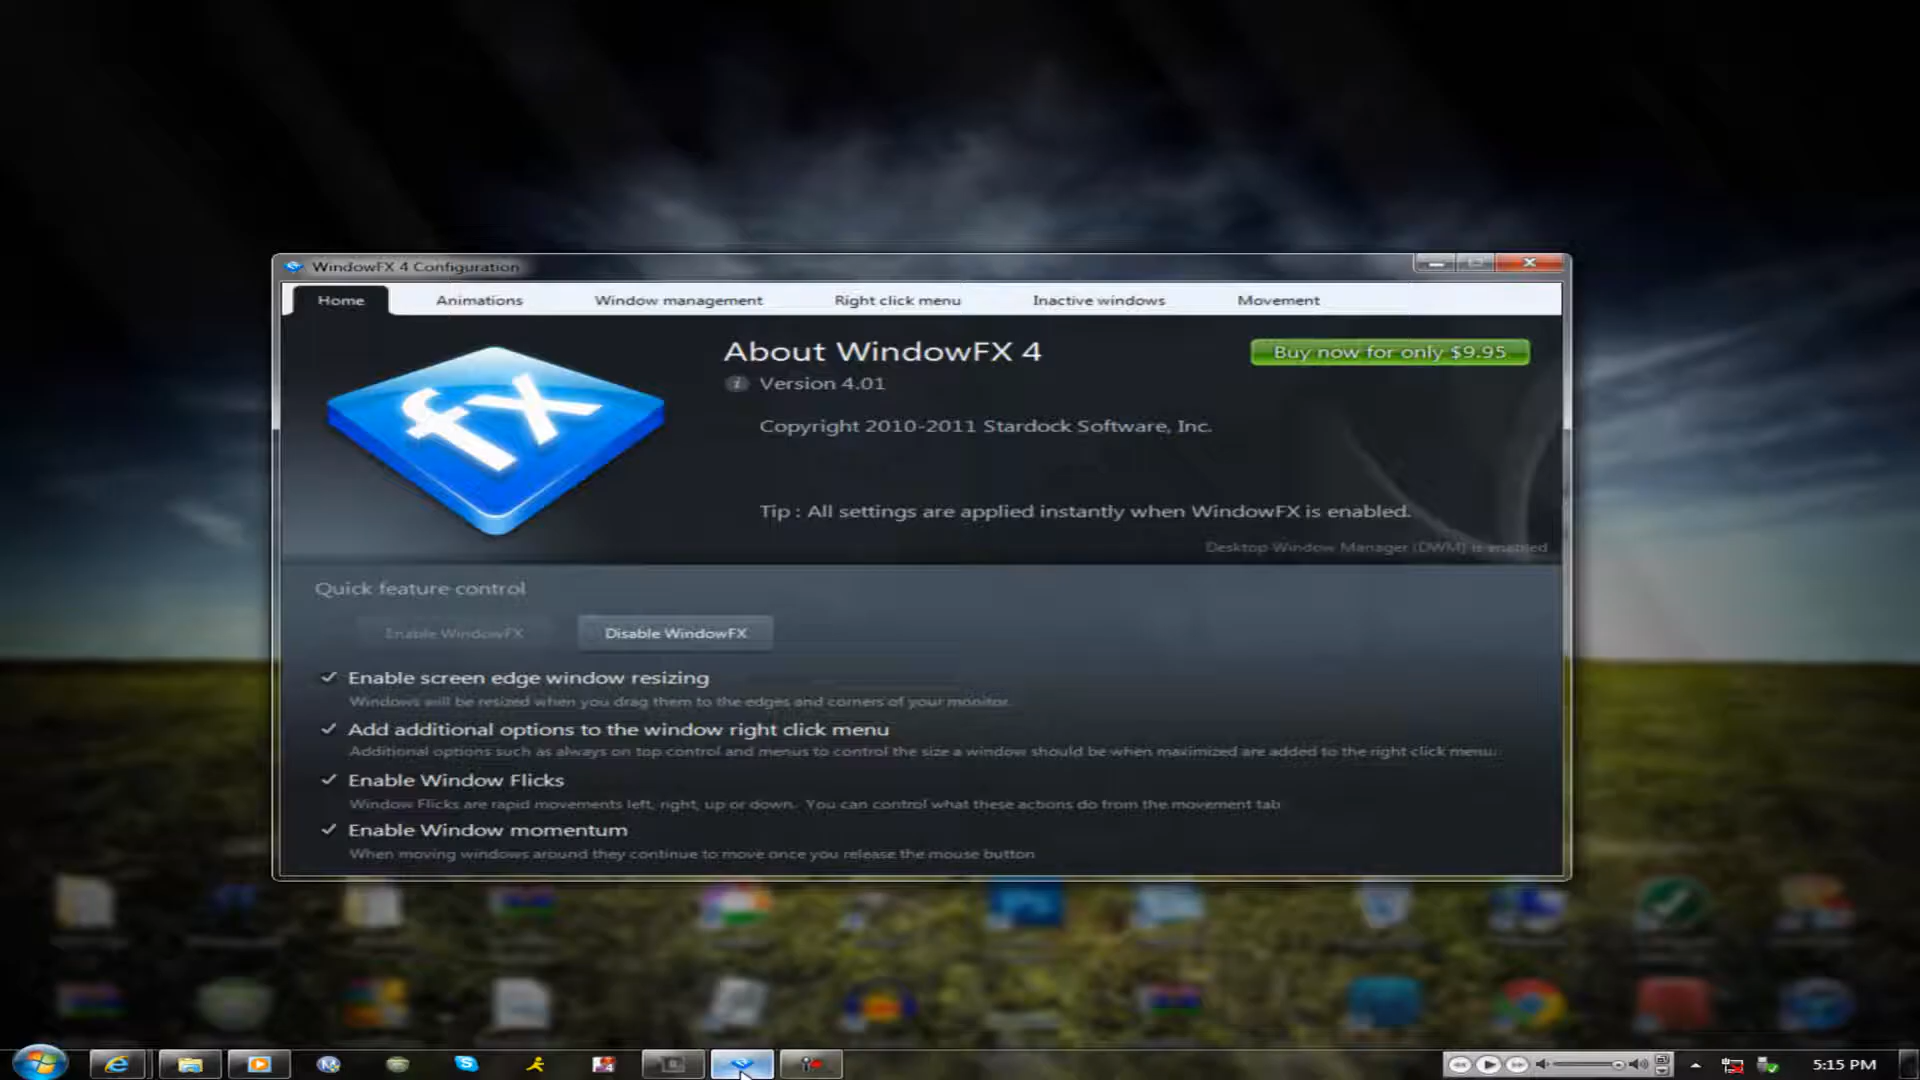 WindowFX 4 Configuration
Home Animations Window management Right click menu Inactive windows Movement
fx
About WindowFX 4
Buy now for only $9.95
i Version 4.01
Copyright 2010-2011 Stardock Software, Inc.
Tip : All settings are applied instantly when WindowFX is enabled.
Desktop Window Manager (DWM) is enabled
Quick feature control
Enable WindowFX Disable WindowFX
Enable screen edge window resizing
Windows will be resized when you drag them to the edges and corners of your monitor.
Add additional options to the window right click menu
Additional options such as always on top control and menus to control the size a window should be when maximized are added to the right click menu.
Enable Window Flicks
Window Flicks are rapid movements left, right, up or down. You can control what these actions do from the movement tab
Enable Window momentum
When moving windows around they continue to move once you release the mouse button
5:15 PM